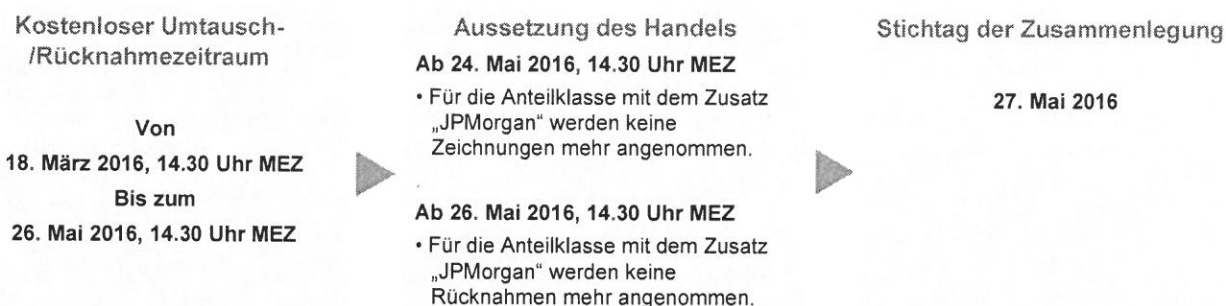 Kostenloser Umtausch-
/Rücknahmezeitraum
Von
18. März 2016, 14.30 Uhr MEZ
Bis zum
26. Mai 2016, 14.30 Uhr MEZ
Aussetzung des Handels
Ab 24. Mai 2016, 14.30 Uhr MEZ
• Für die Anteilklasse mit dem Zusatz
„JPMorgan“ werden keine
Zeichnungen mehr angenommen.
Ab 26. Mai 2016, 14.30 Uhr MEZ
• Für die Anteilklasse mit dem Zusatz
„JPMorgan“ werden keine
Rücknahmen mehr angenommen.
Stichtag der Zusammenlegung
27. Mai 2016